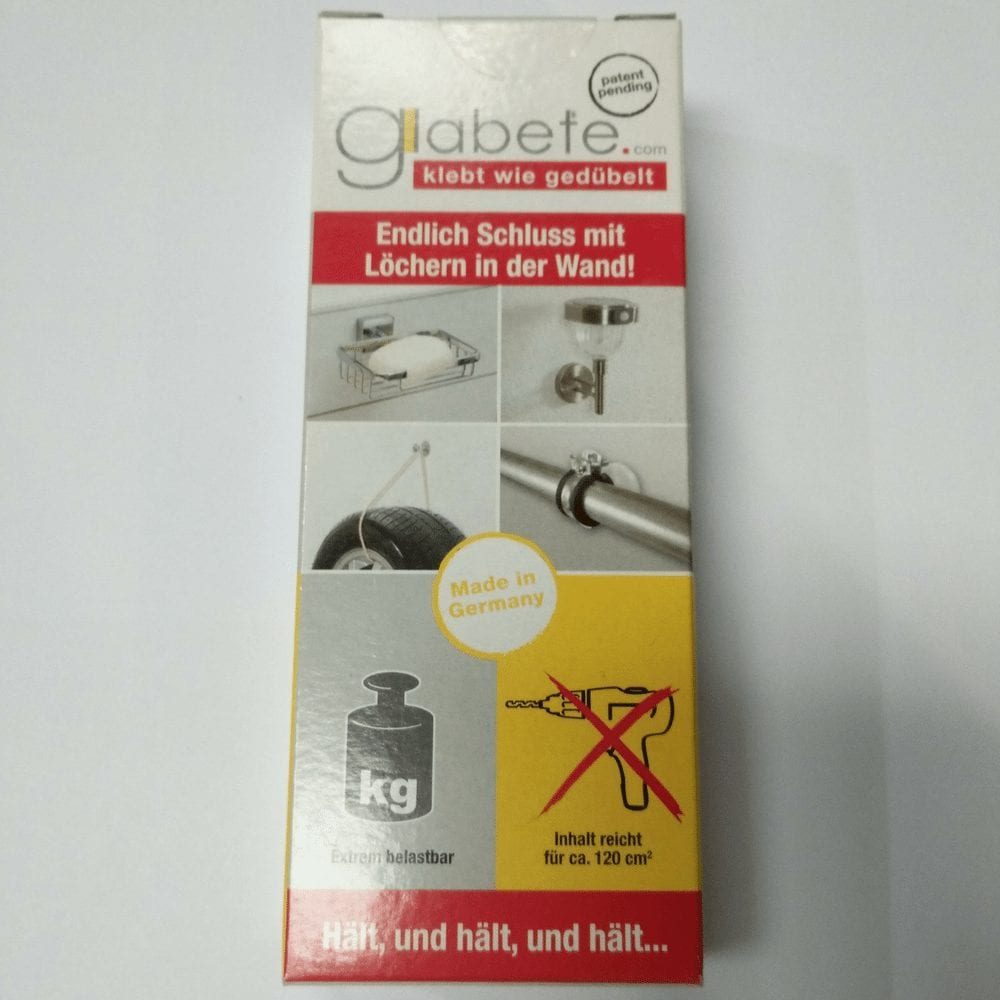 patent
pending
glabete.com
klebt wie gedübelt
Endlich Schluss mit
Löchern in der Wand!
Made in
Germany
kg
Extrem belastbar
Inhalt reicht
für ca. 120 cm²
Hält, und hält, und hält...